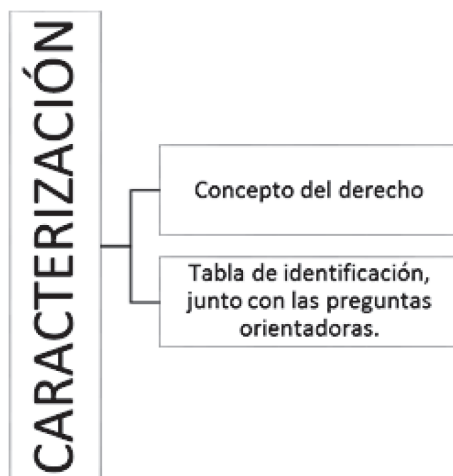 CARACTERIZACIÓN
Concepto del derecho
Tabla de identificación,
junto con las preguntas
orientadoras.